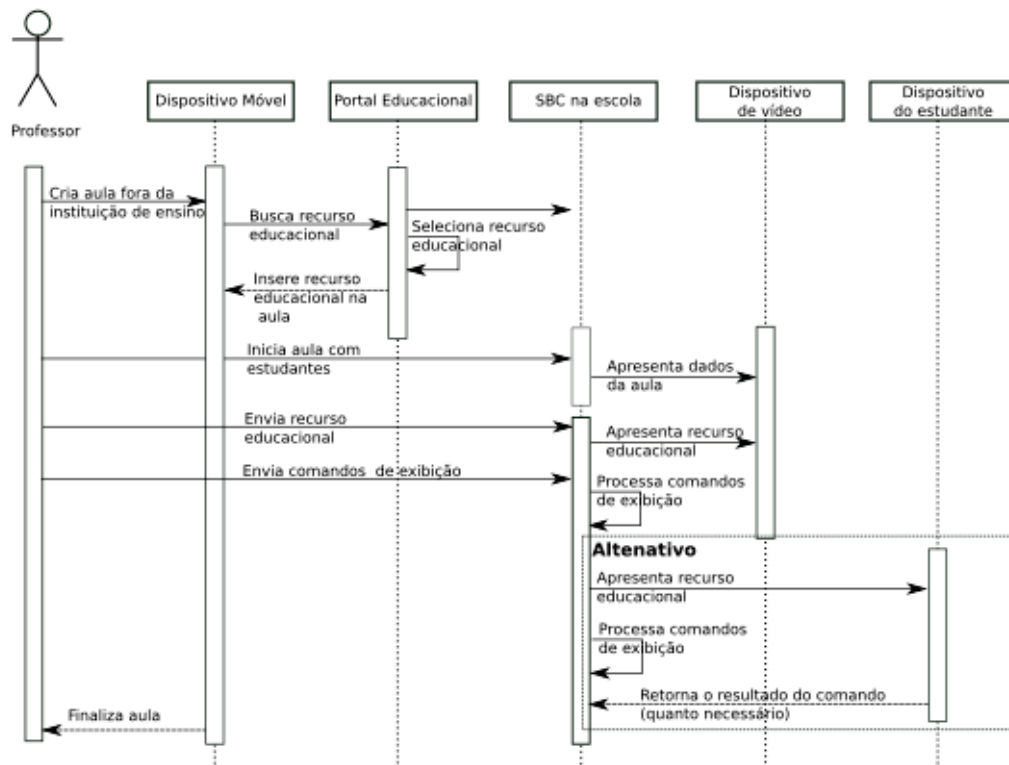 Professor
Dispositivo Móvel
Portal Educacional
SBC na escola
Dispositivo
de vídeo
Dispositivo
do estudante
Cria aula fora da
instituição de ensino
Busca recurso
educacional
Seleciona recurso
educacional
Insere recurso
educacional na
aula
Inicia aula com
estudantes
Apresenta dados
da aula
Envia recurso
educacional
Apresenta recurso
educacional
Envia comandos de exibição
Processa comandos
de exibição
Altenativo
Apresenta recurso
educacional
Processa comandos
de exibição
Retorna o resultado do comando
(quanto necessário)
Finaliza aula